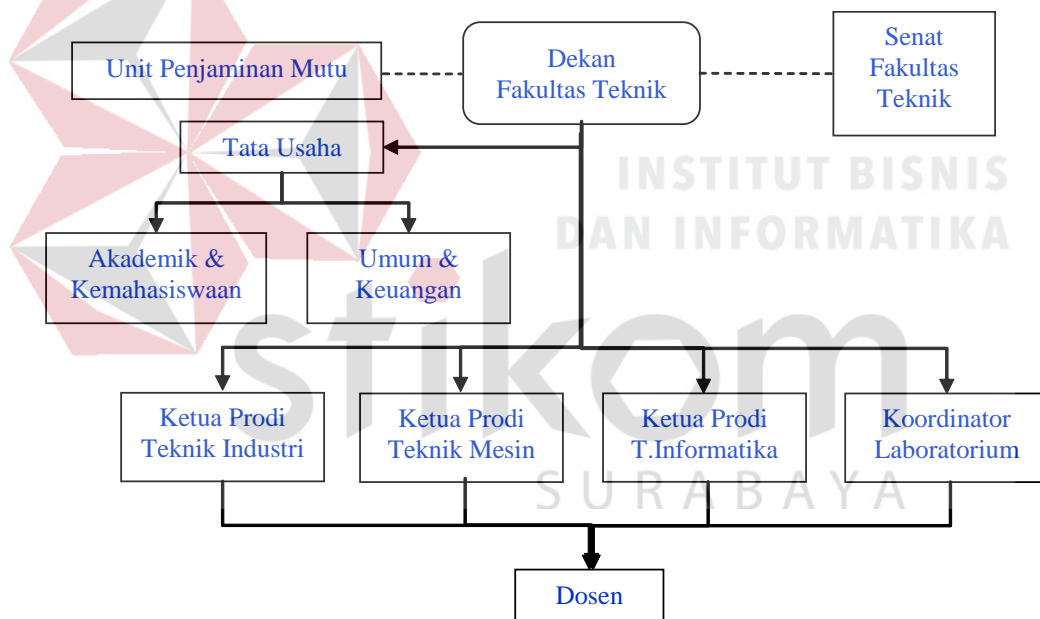 Unit Penjaminan Mutu
Dekan
Fakultas Teknik
Senat
Fakultas
Teknik
Tata Usaha
INSTITUT BISNIS
DAN INFORMATIKA
Akademik &
Kemahasiswaan
Umum &
Keuangan
stikom
SURABAYA
Ketua Prodi
Teknik Industri
Ketua Prodi
Teknik Mesin
Ketua Prodi
T.Informatika
Koordinator
Laboratorium
Dosen